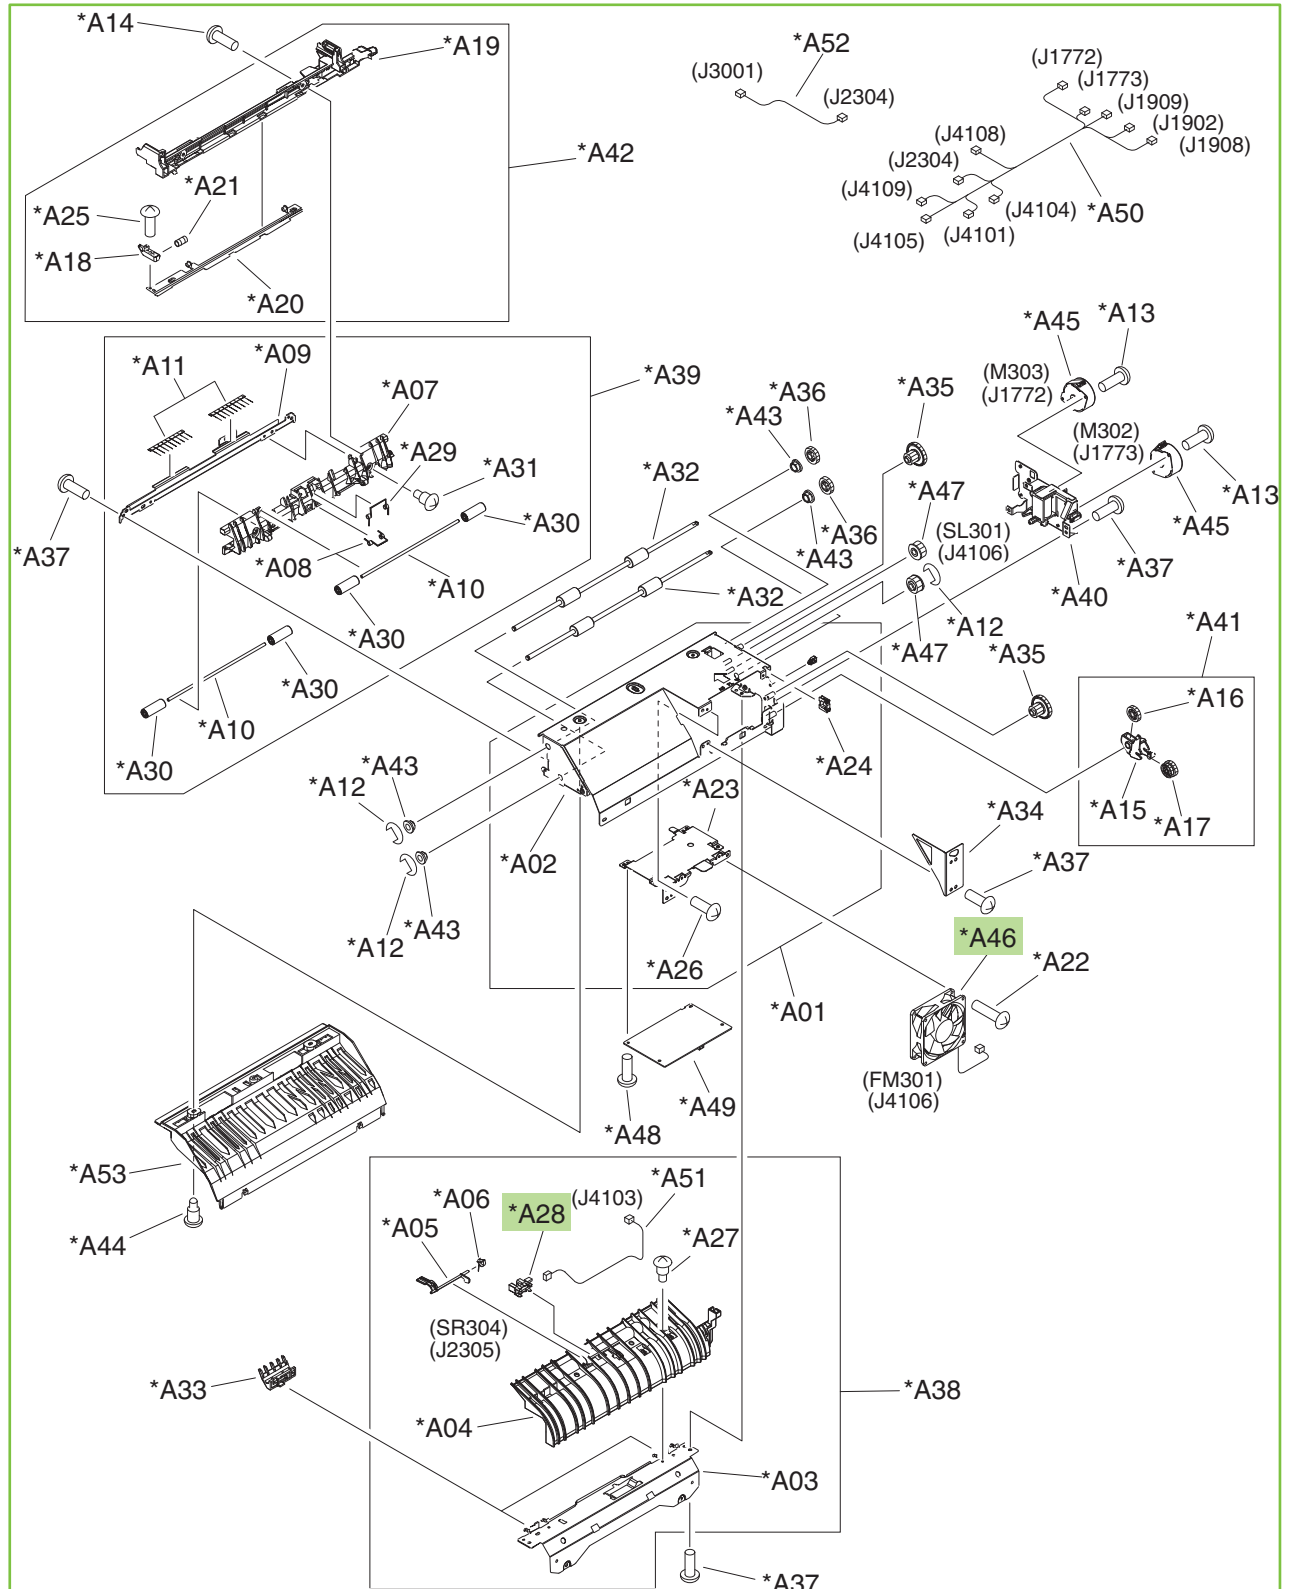 *A14
*A19
*A52
(J3001)
(J2304)
(J1772)
(J1773)
(J1909)
(J1902)
(J1908)
(J4108)
(J2304)
(J4109)
(J4104)
*A50
(J4105)
(J4101)
*A42
*A21
*A25
*A18
*A20
*A45
*A13
*A09
*A11
*A39
*A07
*A36
*A35
(M303)
(J1772)
*A43
*A29
(M302)
(J1773)
*A31
*A32
*A47
*A13
*A30
*A36
(SL301)
(J4106)
*A45
*A37
*A08
*A43
*A37
*A10
*A32
*A40
*A30
*A12
*A41
*A47
*A35
*A30
*A16
*A10
*A30
*A43
*A24
*A12
*A23
*A15
*A34
*A17
*A02
*A37
*A43
*A12
*A46
*A26
*A22
*A01
(FM301)
(J4106)
*A49
*A48
*A53
*A51
*A06
*A28
(J4103)
*A05
*A27
*A44
(SR304)
(J2305)
*A33
*A38
*A04
*A03
*A37